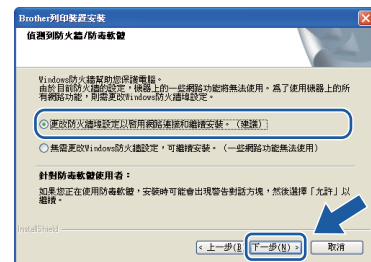 Brother列印裝置安裝
偵測到防火牆/防毒軟體
Windows防火牆幫助您保護電腦。
由於目前防火牆的設定，機器上的一些網路功能將無法使用。為了使用機器上的所
有網路功能，則需更改Windows防火牆埠設定。
更改防火牆埠設定以啓用網路連接和繼續安裝。（建議）
無需更改Windows防火牆設定，可繼續安裝。（一些網路功能無法使用）
針對防毒軟體使用者：
如果您正在使用防毒軟體，安裝時可能會出現警告對話方塊，然後選擇「允許」以
繼續。
InstallShield
< 上一步(B 下一步(N) > 取消